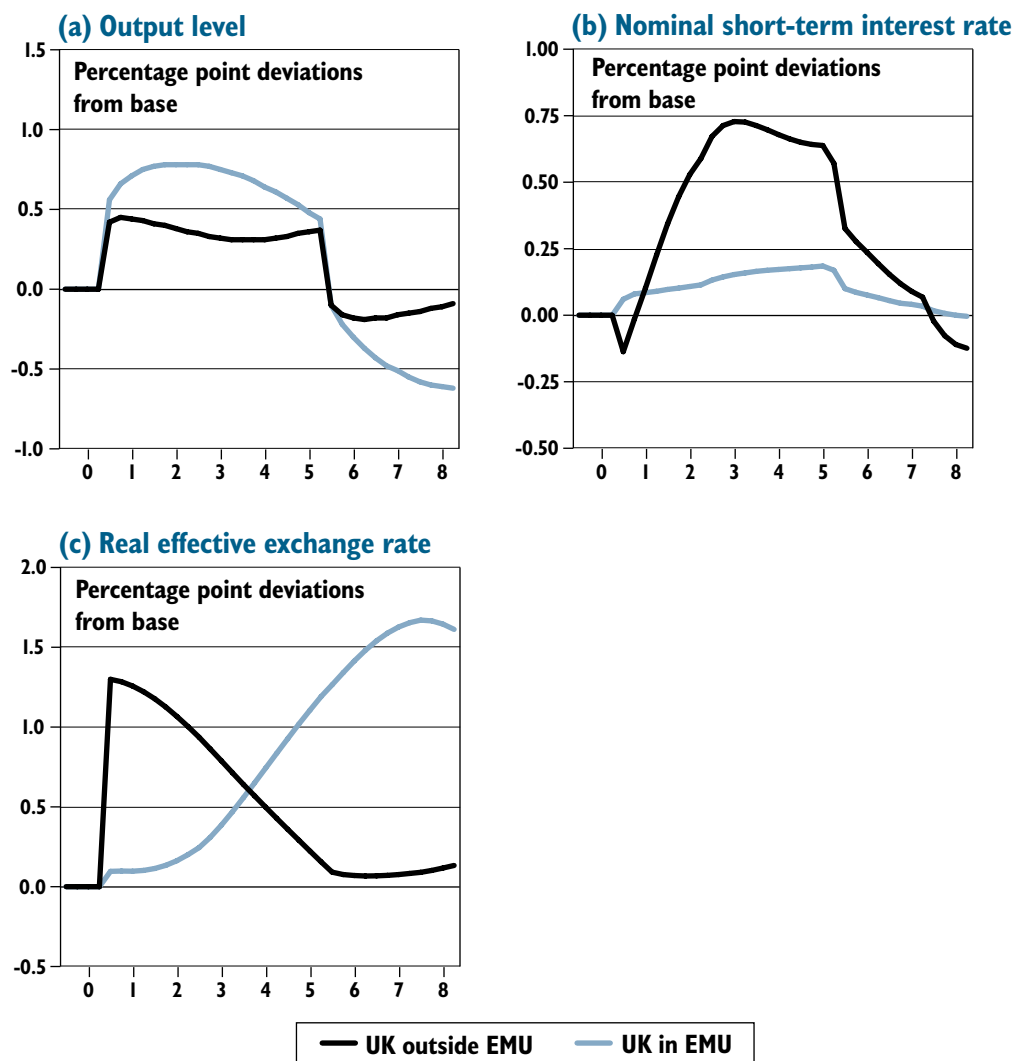 (a) Output level
1.5
1.0
0.5
0.0
-0.5
-1.0
Percentage point deviations
from base
0 1 2 3 4 5 6 7 8
(b) Nominal short-term interest rate
1.00
0.75
0.50
0.25
0.00
-0.25
-0.50
Percentage point deviations
from base
0 1 2 3 4 5 6 7 8
(c) Real effective exchange rate
2.0
1.5
1.0
0.5
0.0
-0.5
Percentage point deviations
from base
0 1 2 3 4 5 6 7 8
UK outside EMU UK in EMU